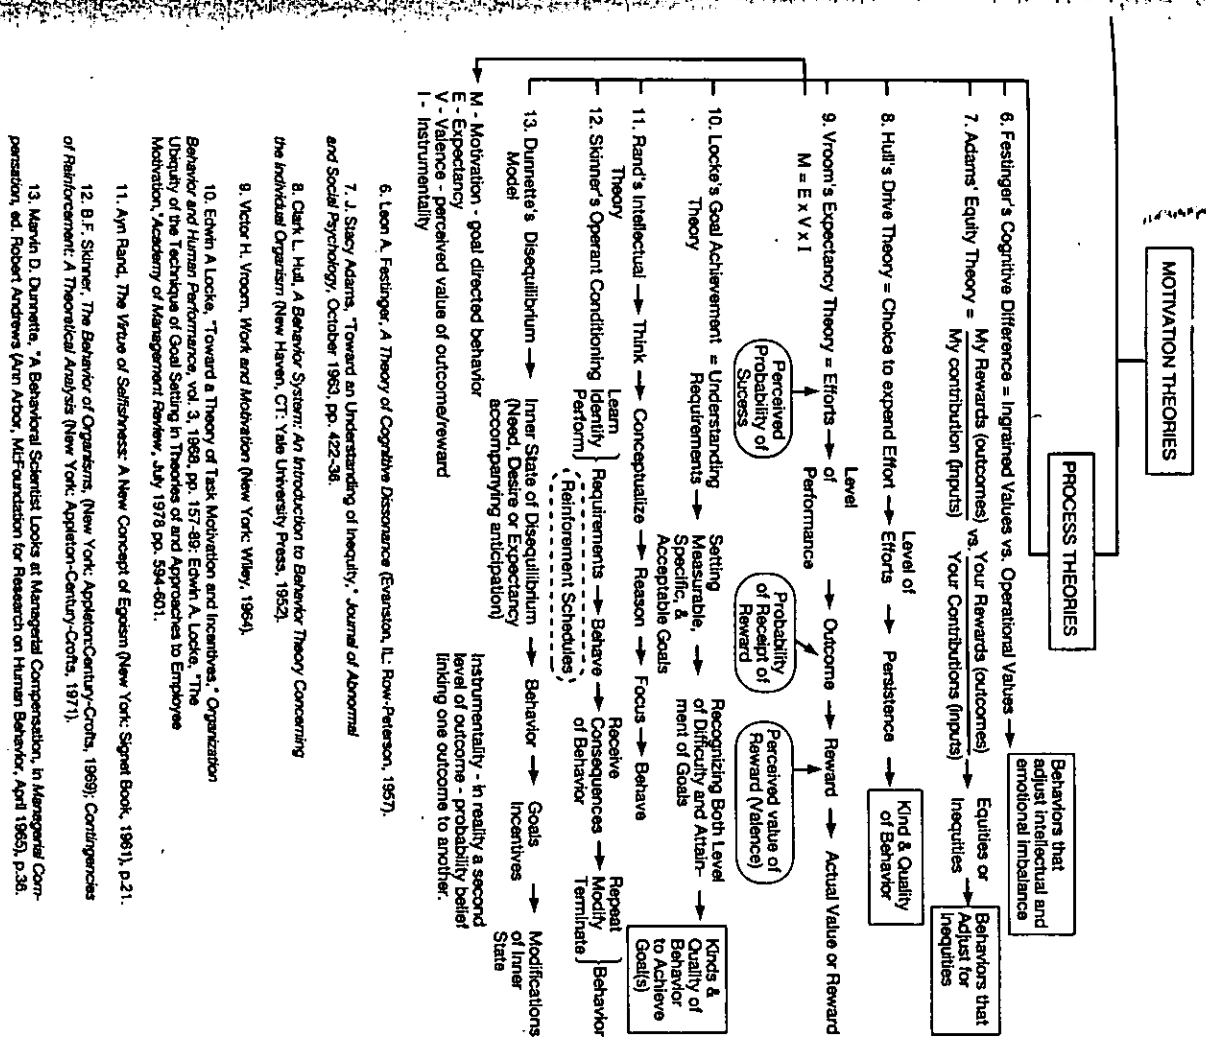 MOTIVATION THEORIES
PROCESS THEORIES
6. Festinger's Cognitive Difference = Ingrained Values vs. Operational Values → Behaviors that
adjust intellectual and
emotional imbalance
7. Adams' Equity Theory = My Rewards (outcomes) vs. Your Rewards (outcomes) → Equities or → Behaviors that
My contribution (inputs) Your Contributions (inputs) Inequities Adjust for
Inequities
8. Hull's Drive Theory = Choice to expend Effort → Level of → Persistence → Kind & Quality
Efforts of Behavior
9. Vroom's Expectancy Theory = Efforts → Level → Outcome → Reward → Actual Value or Reward
of
Performance
M = E x V x I
Perceived
Probability of
Sucess
Probability
of Receipt of
Reward
Perceived value of
Reward (Valence)
10. Locke's Goal Achievement = Understanding → Setting → Recognizing Both Level → Kinds &
Theory Requirements Measurable, of Difficulty and Attain- Quality of
Specific, & ment of Goals Behavior
Acceptable Goals to Achieve
Goal(s)
11. Rand's Intellectual → Think → Conceptualize → Reason → Focus → Behave
Theory
12. Skinner's Operant Conditioning Learn
Identify } Requirements → Behave → Receive → Repeat
Perform Consequences Modify } Behavior
of Behavior Terminate
Reinforement Schedules
13. Dunnette's Disequilibrium → Inner State of Disequilibrium → Behavior → Goals → Modifications
Model (Need, Desire or Expectancy Incentives of Inner
accompanying anticipation) State
M - Motivation - goal directed behavior
E - Expectancy
V - Valence - perceived value of outcome/reward
I - Instrumentality
Instrumentality - in reality a second
level of outcome - probability belief
linking one outcome to another.
6. Leon A. Festinger, A Theory of Cognitive Dissonance (Evanston, IL: Row-Peterson, 1957).
7. J. Stacy Adams, "Toward an Understanding of Inequity," Journal of Abnormal
and Social Psychology, October 1963, pp. 422-36.
8. Clark L. Hull, A Behavior System: An Introduction to Behavior Theory Concerning
the Individual Organism (New Haven, CT: Yale University Press, 1952).
9. Victor H. Vroom, Work and Motivation (New York: Wiley, 1964).
10. Edwin A Locke, "Toward a Theory of Task Motivation and Incentives," Organization
Behavior and Human Performance, vol. 3, 1968, pp. 157-89: Edwin A. Locke, "The
Ubiquity of the Technique of Goal Setting in Theories of and Approaches to Employee
Motivation, "Academy of Management Review, July 1978 pp. 594-601.
11. Ayn Rand, The Virtue of Selfishness: A New Concept of Egoism (New York: Signet Book, 1961), p.21.
12. B.F. Skinner, The Behavior of Organisms, (New York: Appleton:Century-Crofts, 1969); Contingencies
of Reinforcement: A Theoretical Analysis (New York: Appleton-Century-Crofts, 1971).
13. Marvin D. Dunnette, "A Behavioral Scientist Looks at Managerial Compensation, in Managerial Com-
pensation, ed. Robert Andrews (Ann Arbor, MI:Foundation for Research on Human Behavior, April 1965), p.36.